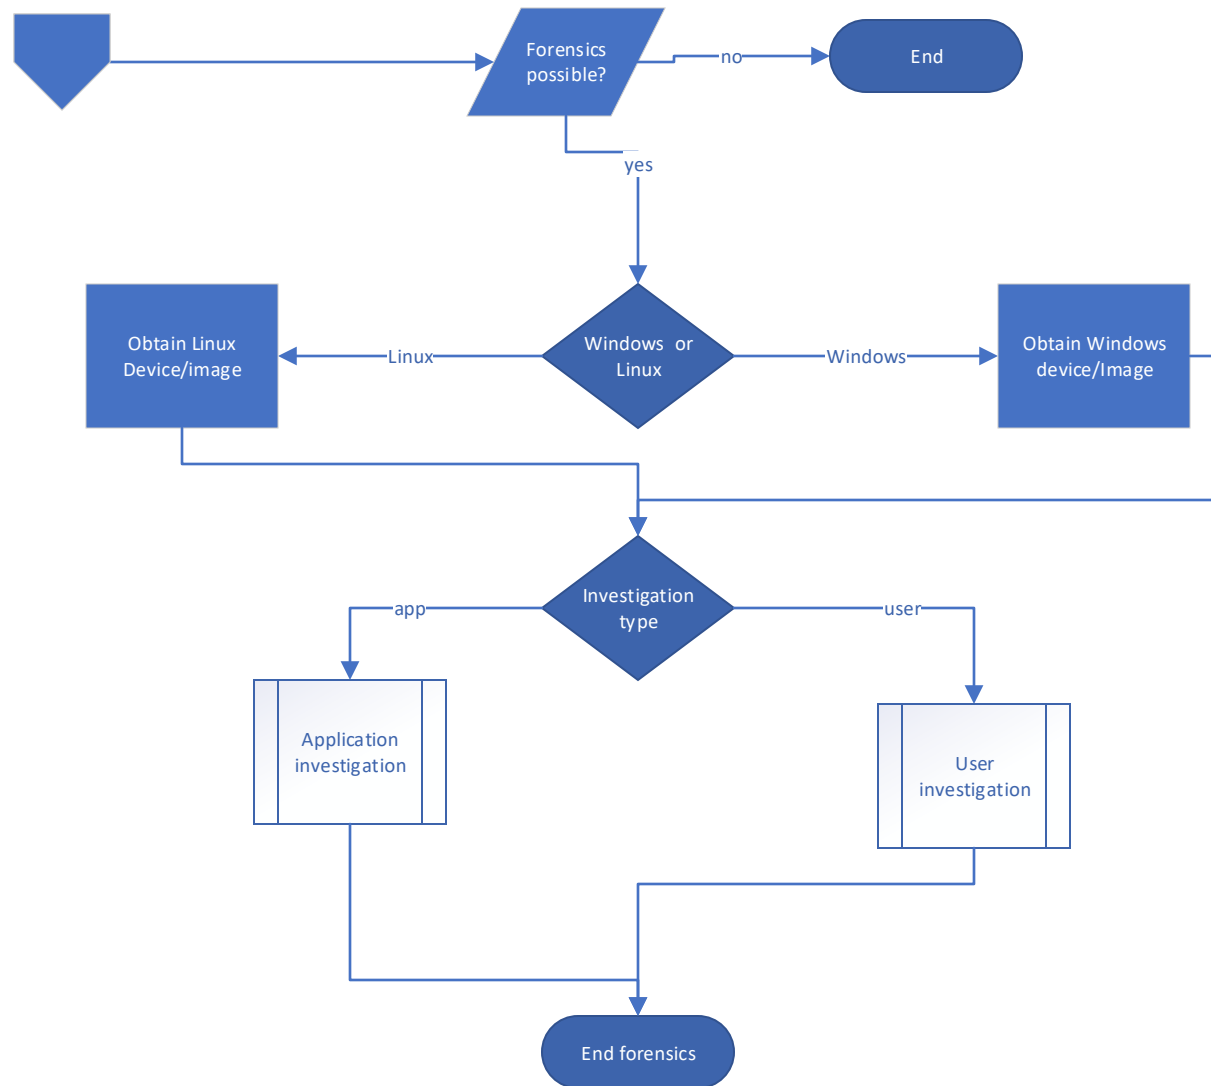 Forensics
possible?
no
End
yes
Obtain Linux
Device/image
Linux
Windows or
Linux
Windows
Obtain Windows
device/Image
Investigation
type
app
user
Application
investigation
User
investigation
End forensics